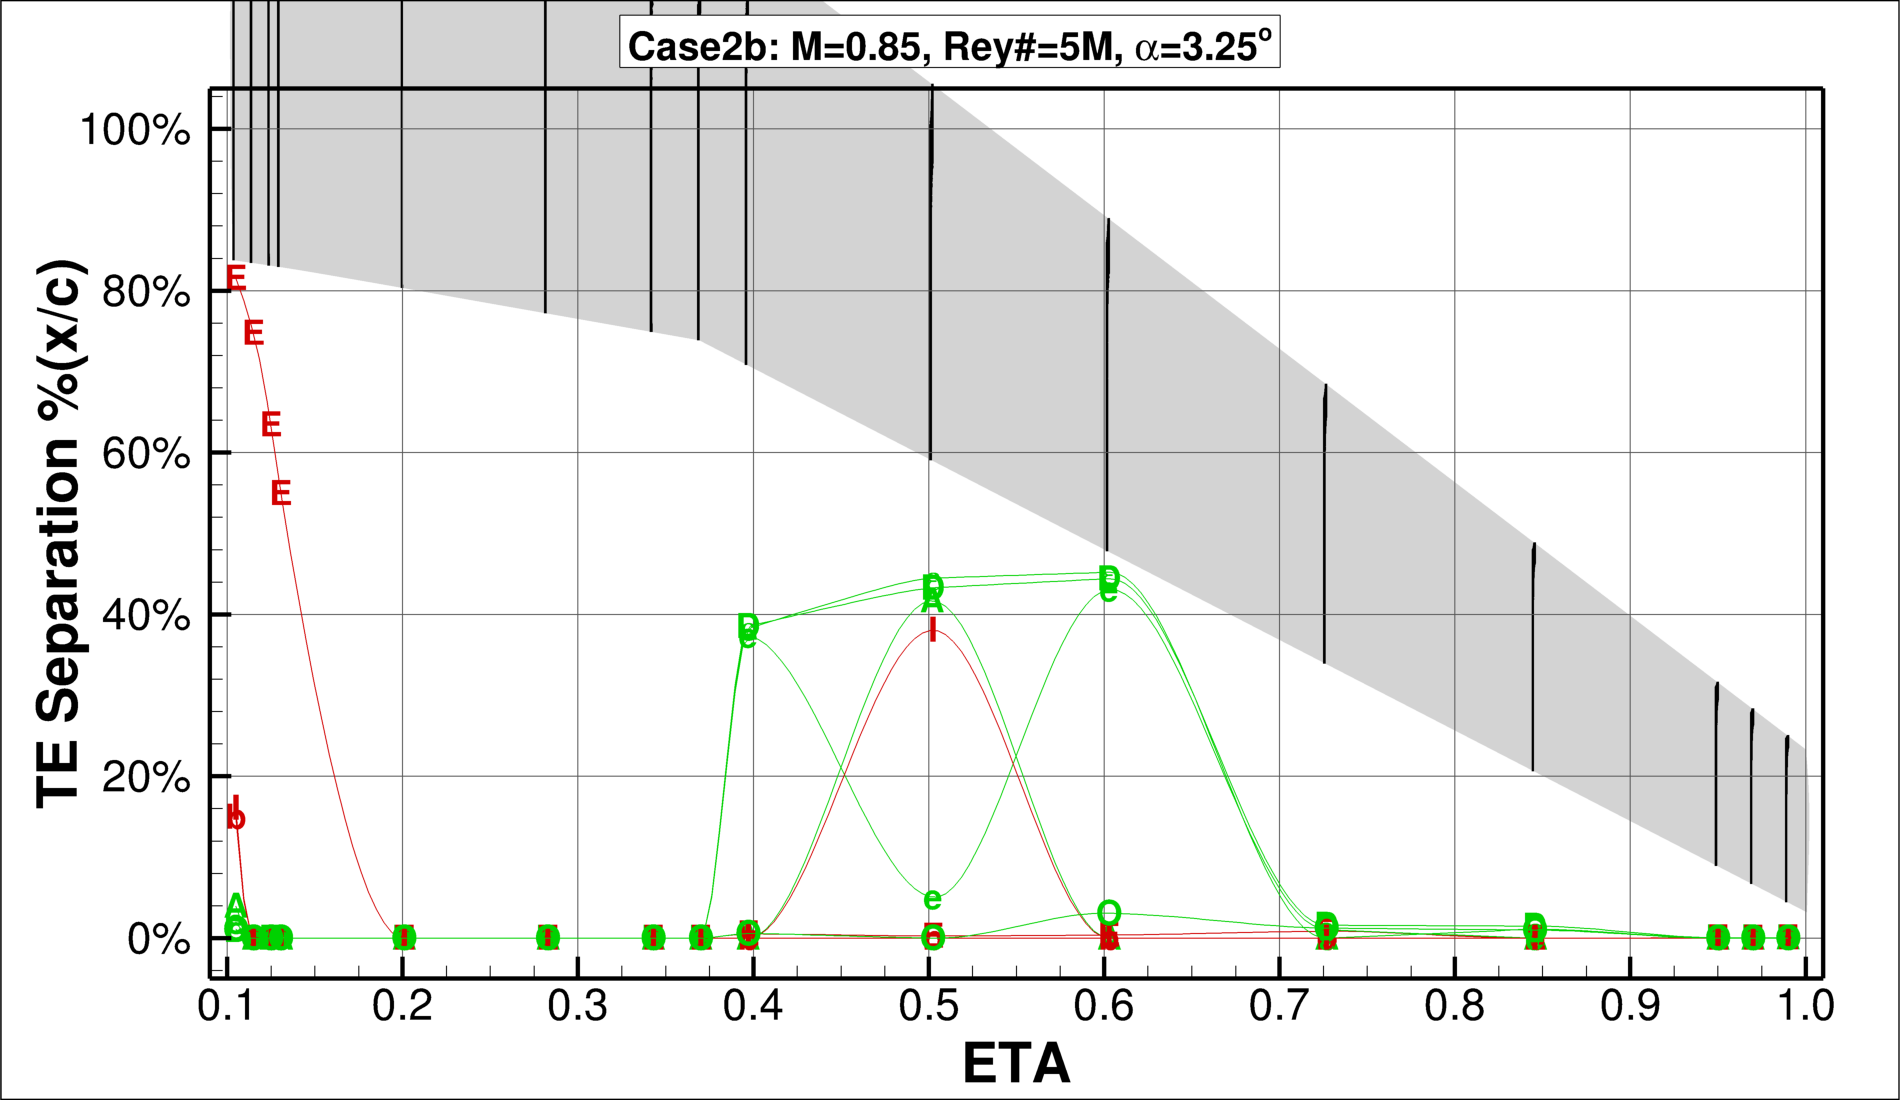 Case2b: M=0.85, Rey#=5M, α=3.25°
TE Separation %(x/c)
100%
80%
60%
40%
20%
0%
E
E
E
E
I
b
A
D
e
D
A
I
e
D
e
O
0.1 0.2 0.3 0.4 0.5 0.6 0.7 0.8 0.9 1.0
ETA